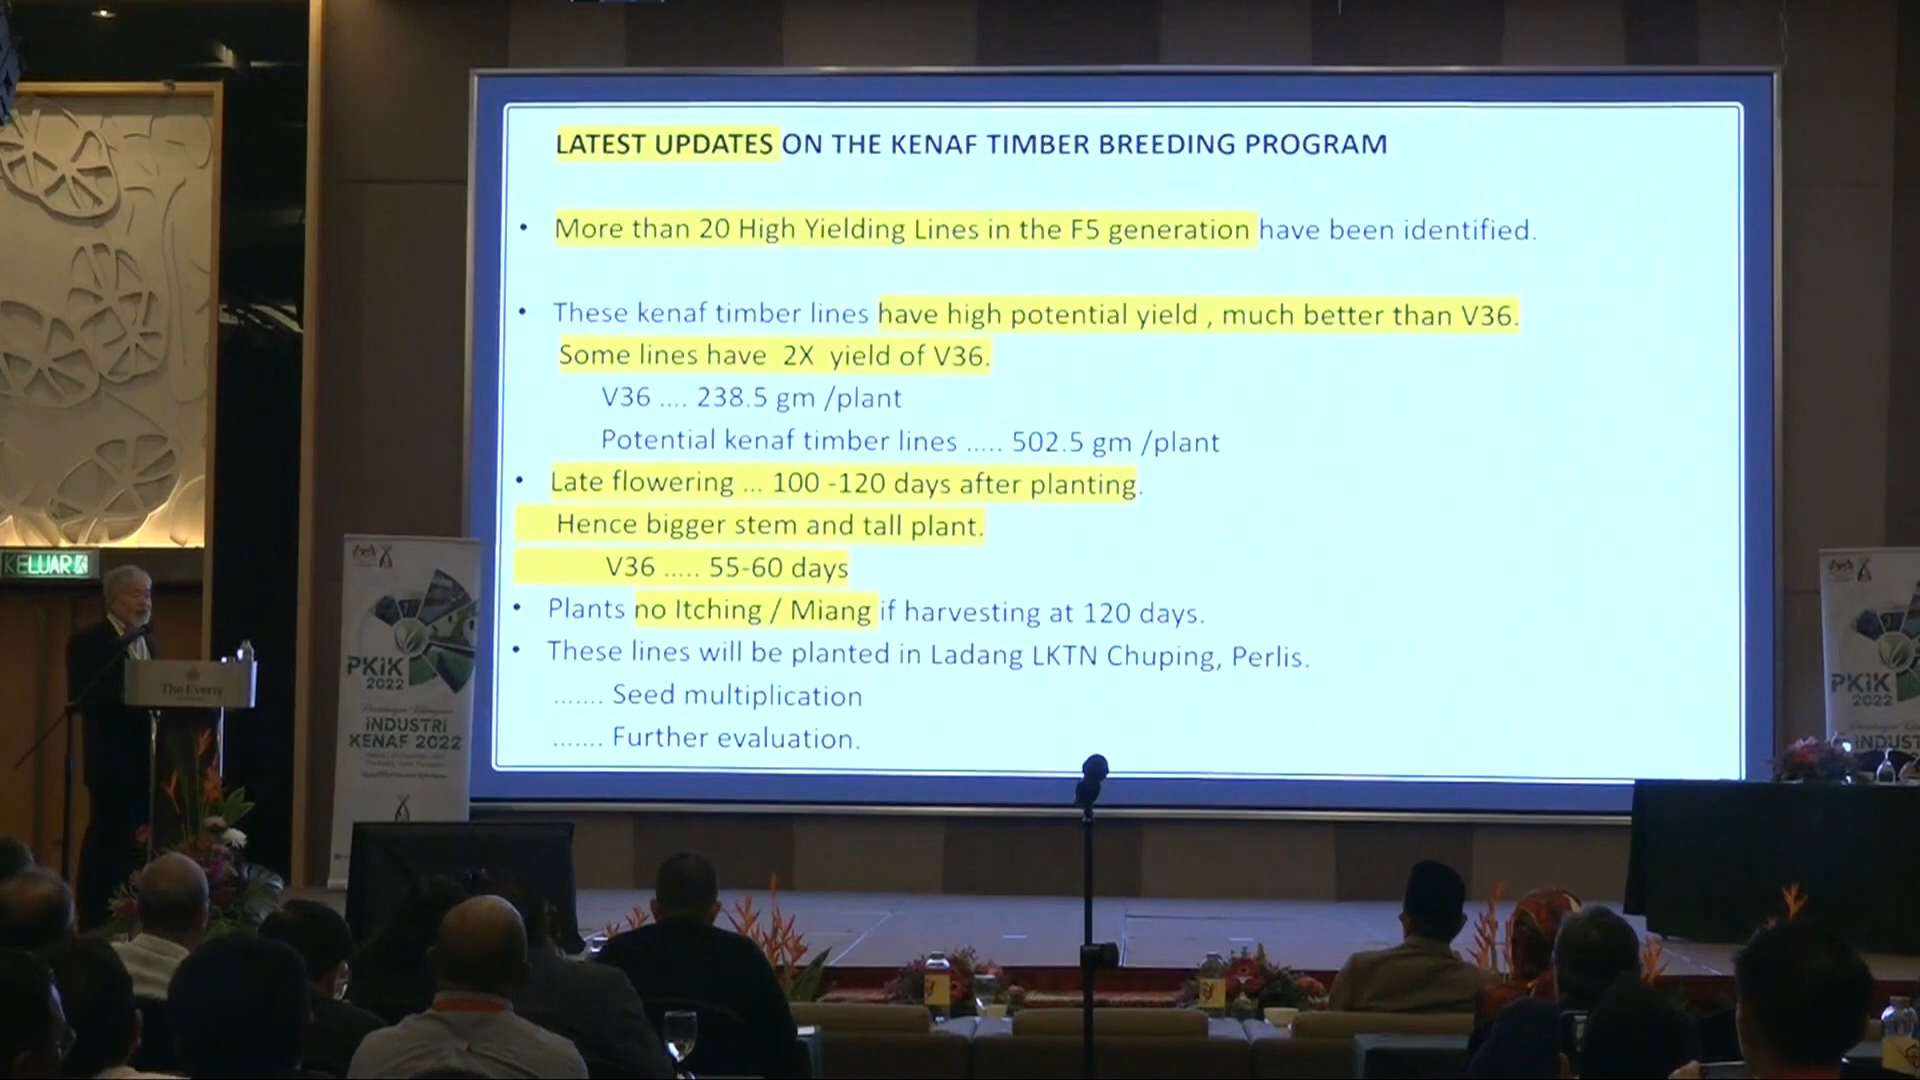 LATEST UPDATES ON THE KENAF TIMBER BREEDING PROGRAM
• More than 20 High Yielding Lines in the F5 generation have been identified.
• These kenaf timber lines have high potential yield , much better than V36.
Some lines have 2X yield of V36.
V36 .... 238.5 gm /plant
Potential kenaf timber lines ..... 502.5 gm /plant
• Late flowering ... 100 -120 days after planting.
Hence bigger stem and tall plant.
V36 ..... 55-60 days
• Plants no Itching / Miang if harvesting at 120 days.
• These lines will be planted in Ladang LKTN Chuping, Perlis.
....... Seed multiplication
....... Further evaluation.
KELUAR
The Everly
PKiK
2022
iNDUSTRi
KENAF 2022
PKiK
2022
iNDUST